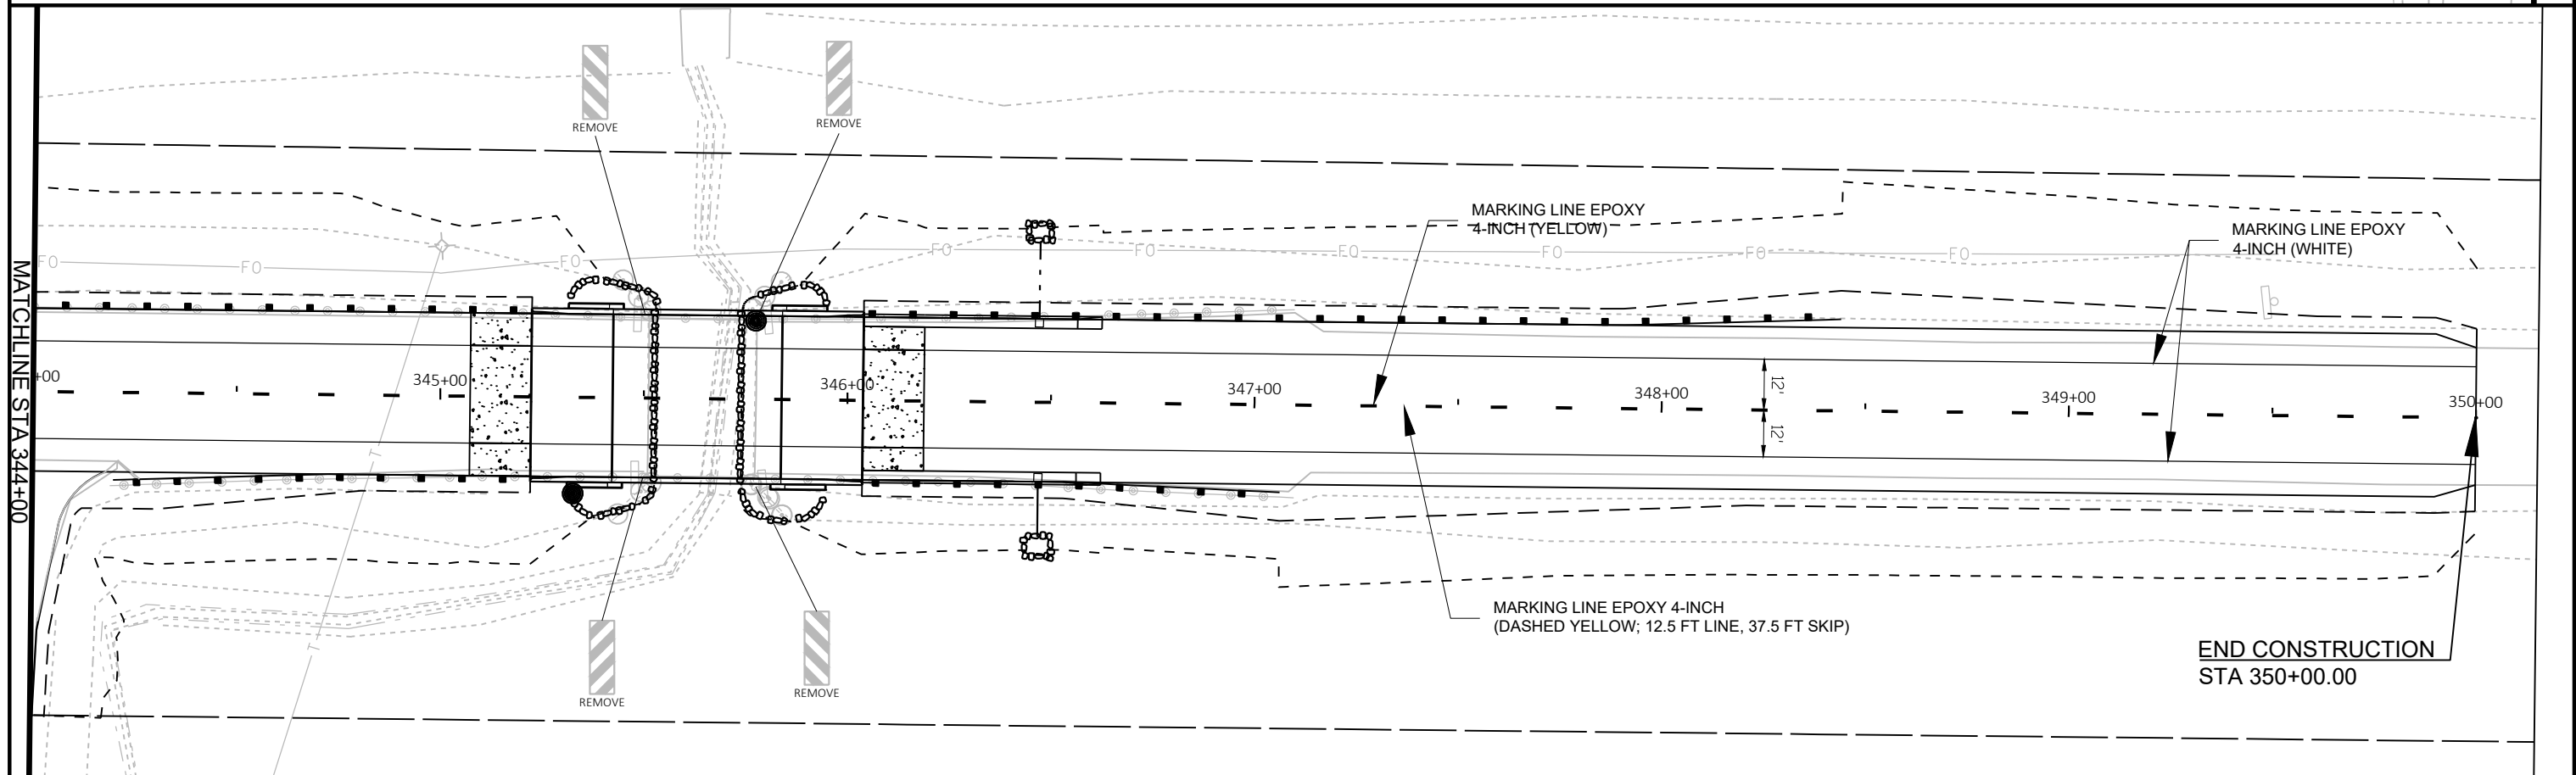 REMOVE
REMOVE
MARKING LINE EPOXY
4-INCH (YELLOW)
MARKING LINE EPOXY
4-INCH (WHITE)
FO
FO
FO
FO
FO
FO
FO
FO
FO
MATCHLINE STA 344+00
+00
345+00
346+00
347+00
348+00
349+00
350+00
12'
12'
T
T
MARKING LINE EPOXY 4-INCH
(DASHED YELLOW; 12.5 FT LINE, 37.5 FT SKIP)
END CONSTRUCTION
STA 350+00.00
REMOVE
REMOVE